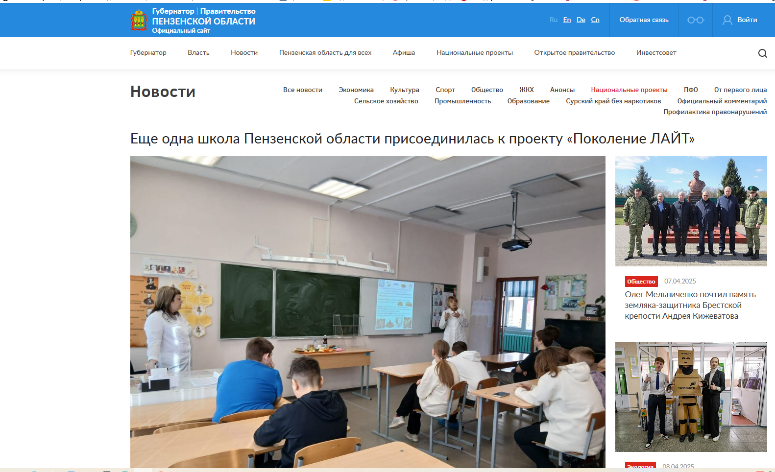 Губернатор | Правительство
ПЕНЗЕНСКОЙ ОБЛАСТИ
Официальный сайт
Ru En De Cn
Обратная связь
Войти
Губернатор Власть Новости Пензенская область для всех Афиша Национальные проекты Открытое правительство Инвестсовет
Новости
Все новости Экономика Культура Спорт Общество ЖКХ Анонсы Национальные проекты ПФО От первого лица
Сельское хозяйство Промышленность Образование Сурский край без наркотиков Официальный комментарий
Профилактика правонарушений
Еще одна школа Пензенской области присоединилась к проекту «Поколение ЛАЙТ»
Общество 07.04.2025
Олег Мельниченко почтил память
земляка-защитника Брестской
крепости Андрея Кижеватова
Экология 08.04.2025